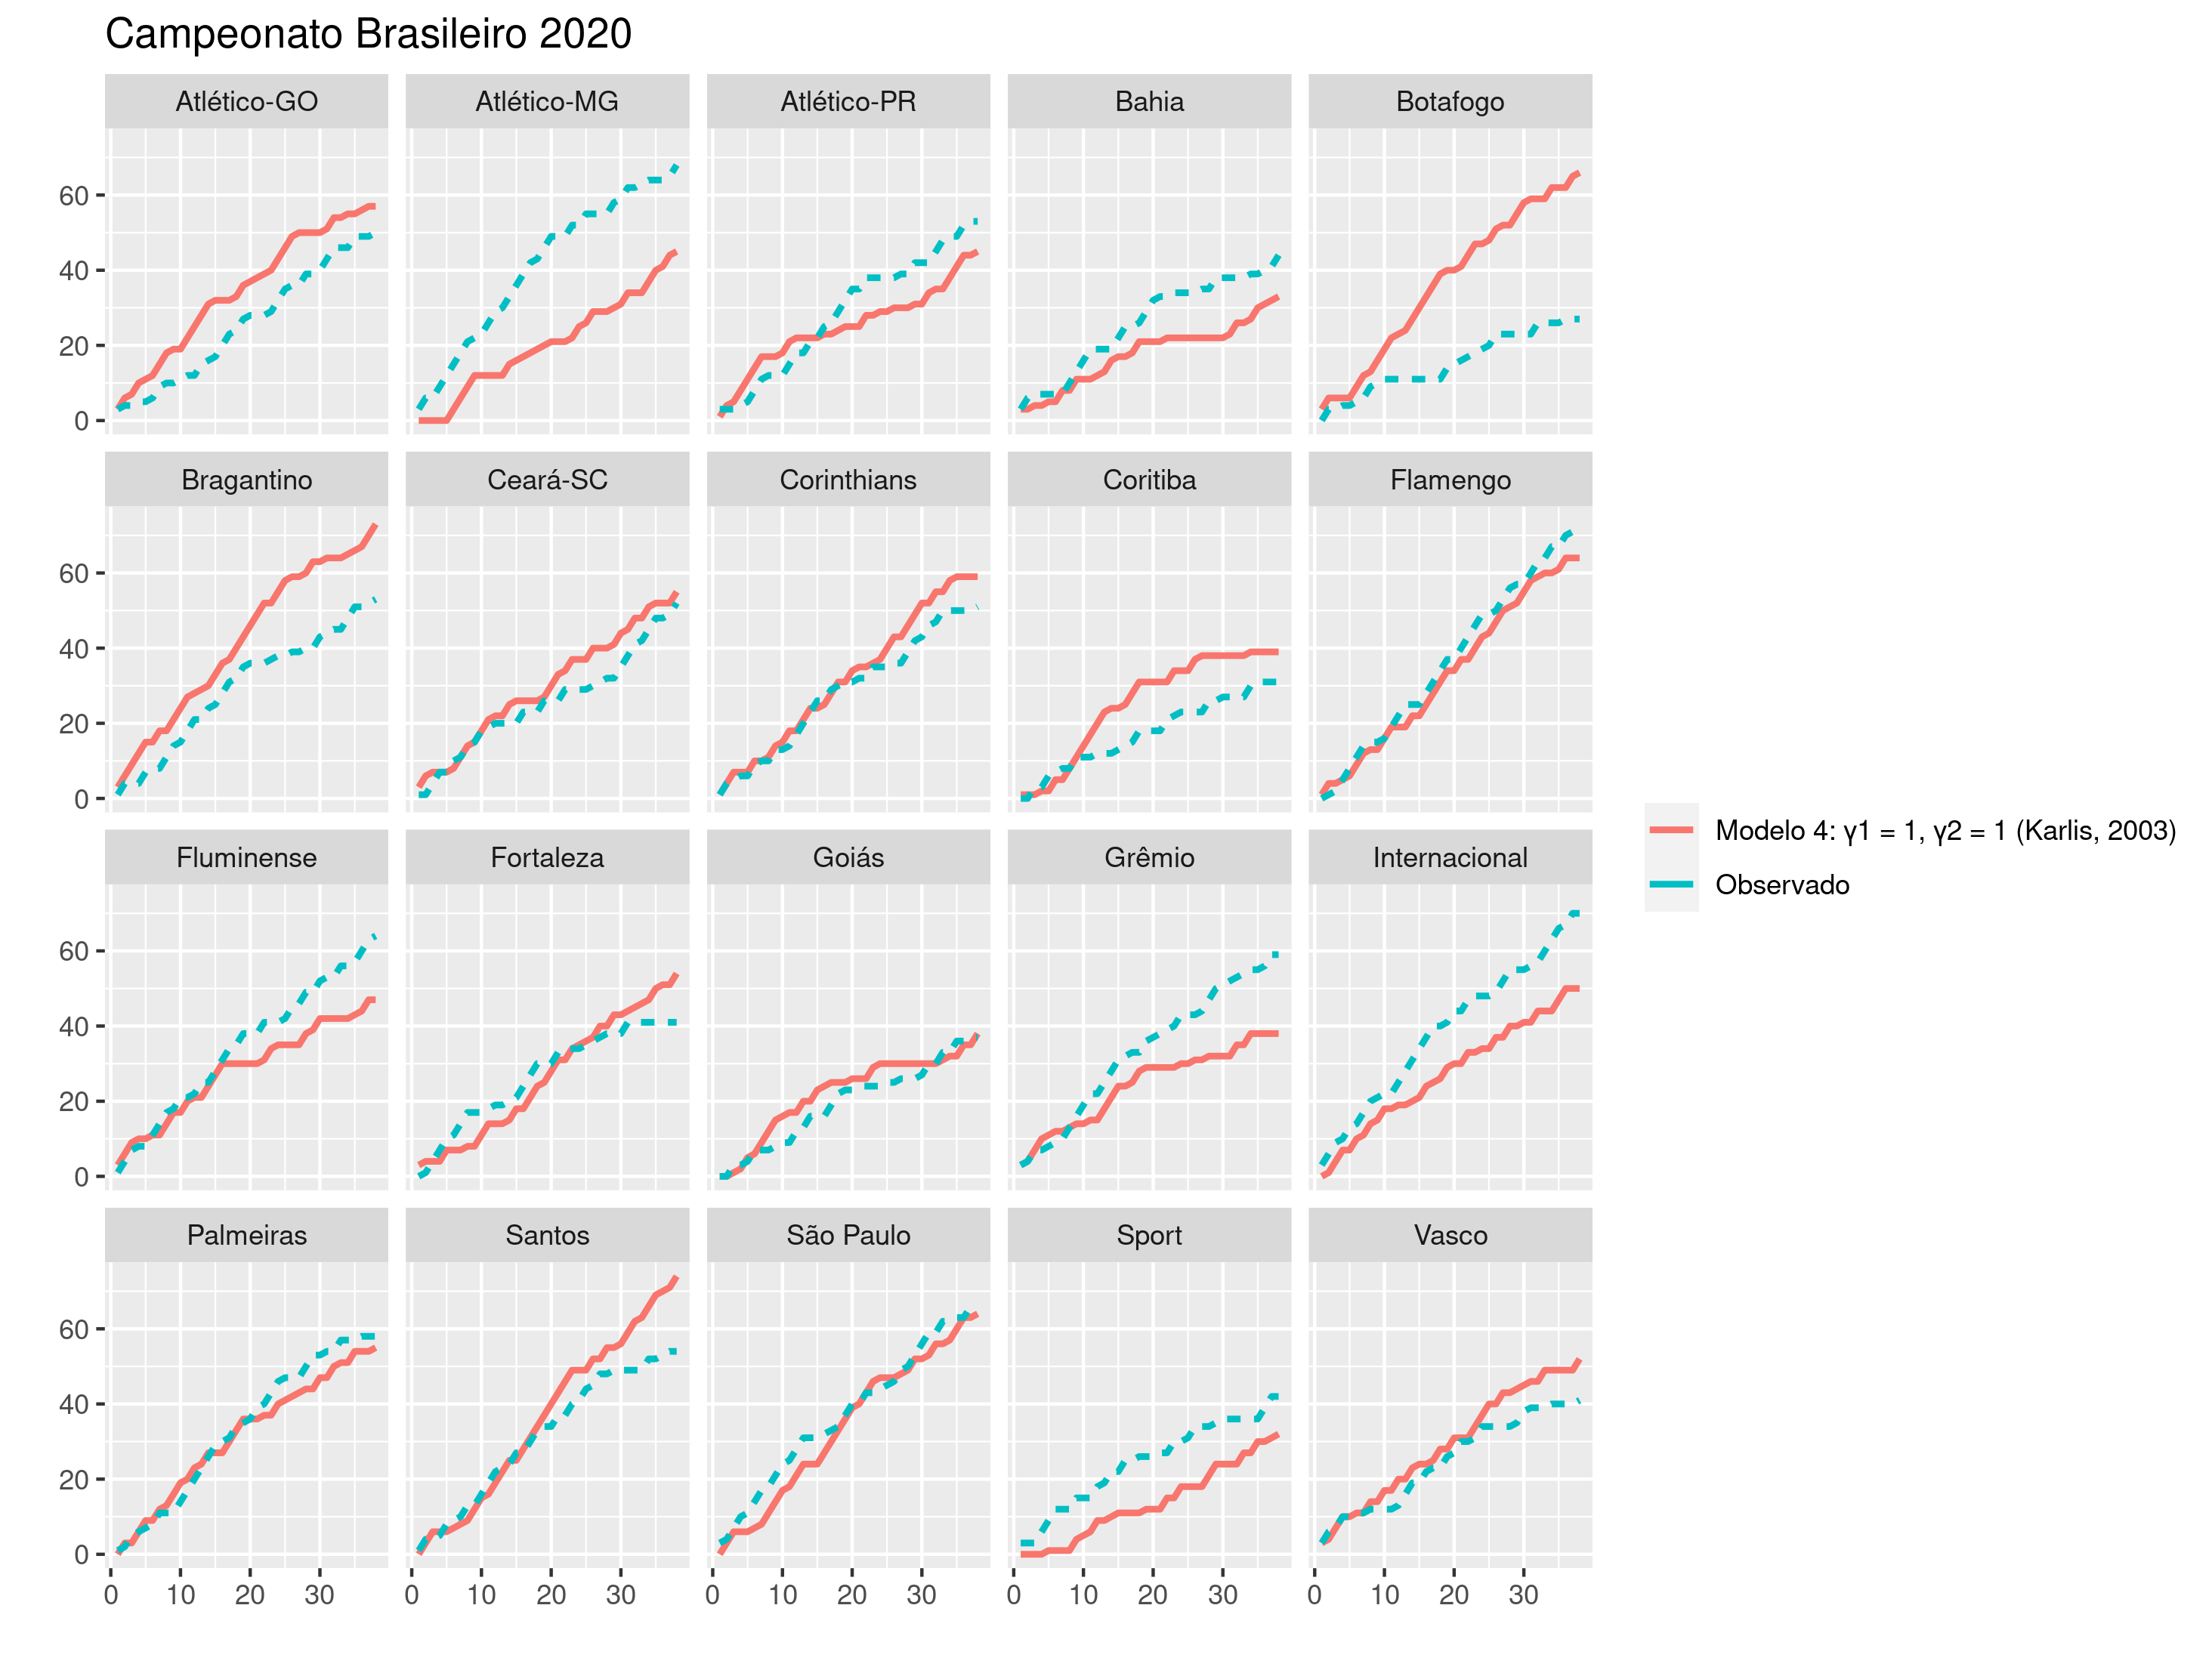 Campeonato Brasileiro 2020
Atlético-GO Atlético-MG Atlético-PR Bahia Botafogo
60
40
20
0
Bragantino Ceará-SC Corinthians Coritiba Flamengo
60
40
20
0
Modelo 4: γ1 = 1, γ2 = 1 (Karlis, 2003)
Observado
Fluminense Fortaleza Goiás Grêmio Internacional
60
40
20
0
Palmeiras Santos São Paulo Sport Vasco
60
40
20
0
0 10 20 30 0 10 20 30 0 10 20 30 0 10 20 30 0 10 20 30